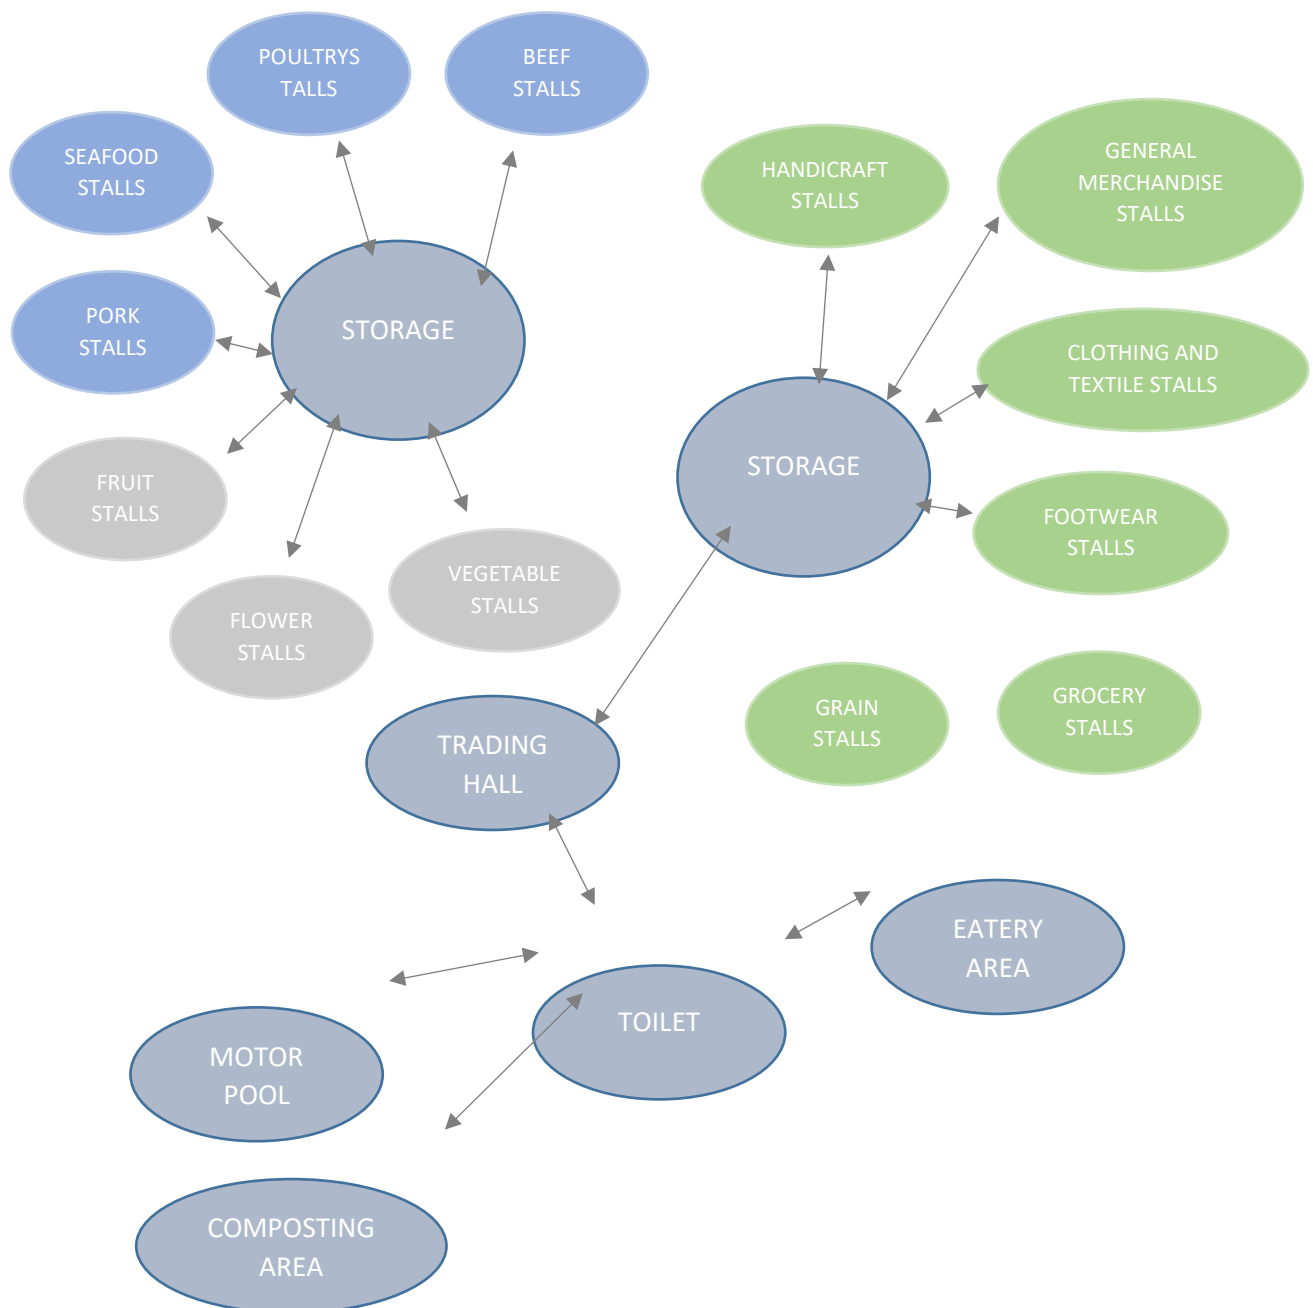 POULTRYS
TALLS
BEEF
STALLS
SEAFOOD
STALLS
HANDICRAFT
STALLS
GENERAL
MERCHANDISE
STALLS
PORK
STALLS
STORAGE
CLOTHING AND
TEXTILE STALLS
STORAGE
FRUIT
STALLS
FOOTWEAR
STALLS
VEGETABLE
STALLS
FLOWER
STALLS
GRAIN
STALLS
GROCERY
STALLS
TRADING
HALL
EATERY
AREA
TOILET
MOTOR
POOL
COMPOSTING
AREA